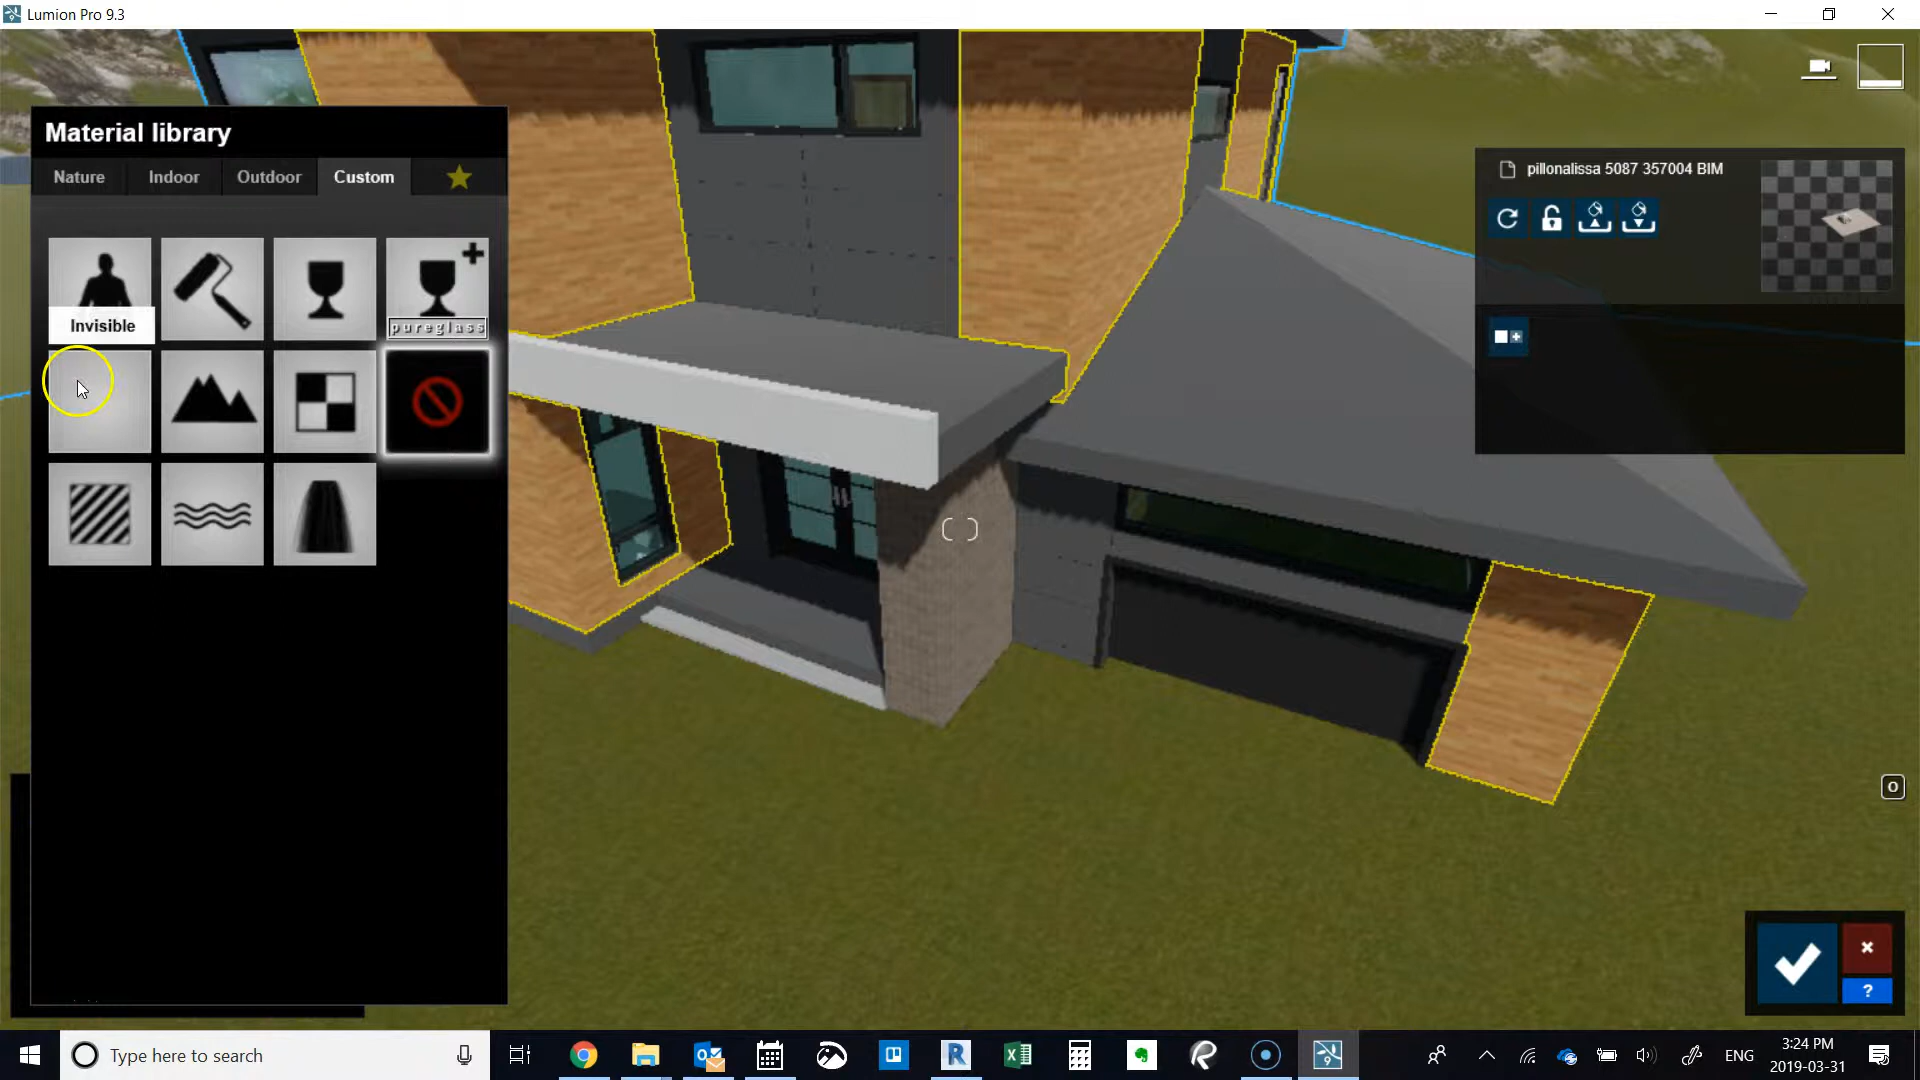 Lumion Pro 9.3
Material library
Nature Indoor Outdoor Custom
pureglass
Invisible
pillonalissa 5087 357004 BIM
O
?
Type here to search
ENG
3:24 PM
2019-03-31
9